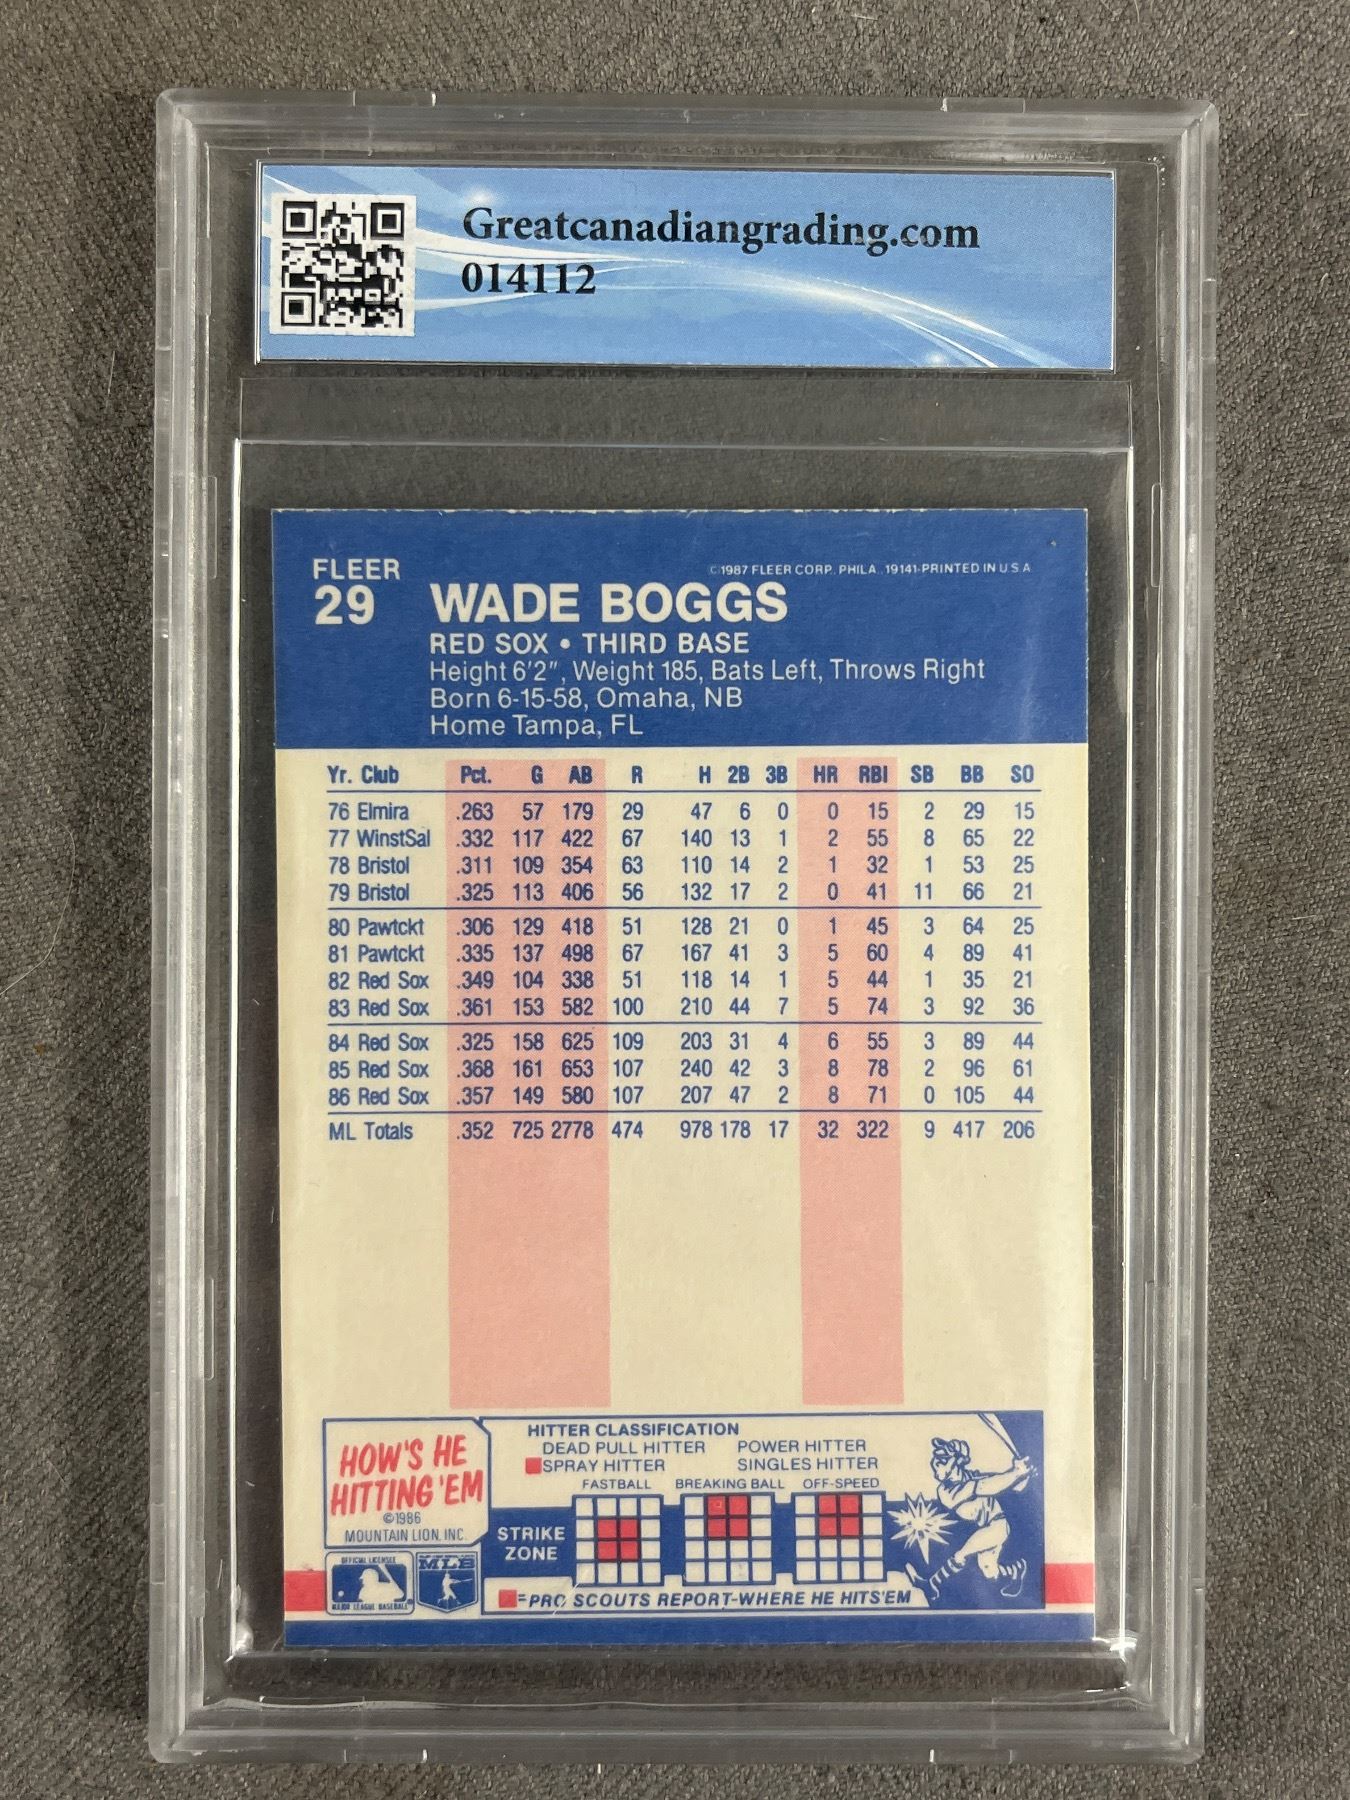 Greatcanadiangrading.com
014112
FLEER
29
©1987 FLEER CORP. PHILA. 19141-PRINTED IN U S A
WADE BOGGS
RED SOX • THIRD BASE
Height 6'2", Weight 185, Bats Left, Throws Right
Born 6-15-58, Omaha, NB
Home Tampa, FL
Yr. Club Pct. G AB R H 2B 3B HR RBI SB BB SO
76 Elmira .263 57 179 29 47 6 0 0 15 2 29 15
77 WinstSal .332 117 422 67 140 13 1 2 55 8 65 22
78 Bristol .311 109 354 63 110 14 2 1 32 1 53 25
79 Bristol .325 113 406 56 132 17 2 0 41 11 66 21
80 Pawtckt .306 129 418 51 128 21 0 1 45 3 64 25
81 Pawtckt .335 137 498 67 167 41 3 5 60 4 89 41
82 Red Sox .349 104 338 51 118 14 1 5 44 1 35 21
83 Red Sox .361 153 582 100 210 44 7 5 74 3 92 36
84 Red Sox .325 158 625 109 203 31 4 6 55 3 89 44
85 Red Sox .368 161 653 107 240 42 3 8 78 2 96 61
86 Red Sox .357 149 580 107 207 47 2 8 71 0 105 44
ML Totals .352 725 2778 474 978 178 17 32 322 9 417 206
HOW'S HE
HITTING 'EM
©1986
MOUNTAIN LION, INC.
OFFICIAL LICENSEE
MAJOR LEAGUE BASEBALL
MLB
HITTER CLASSIFICATION
DEAD PULL HITTER POWER HITTER
SPRAY HITTER SINGLES HITTER
FASTBALL BREAKING BALL OFF-SPEED
STRIKE
ZONE
=PRO SCOUTS REPORT-WHERE HE HITS'EM